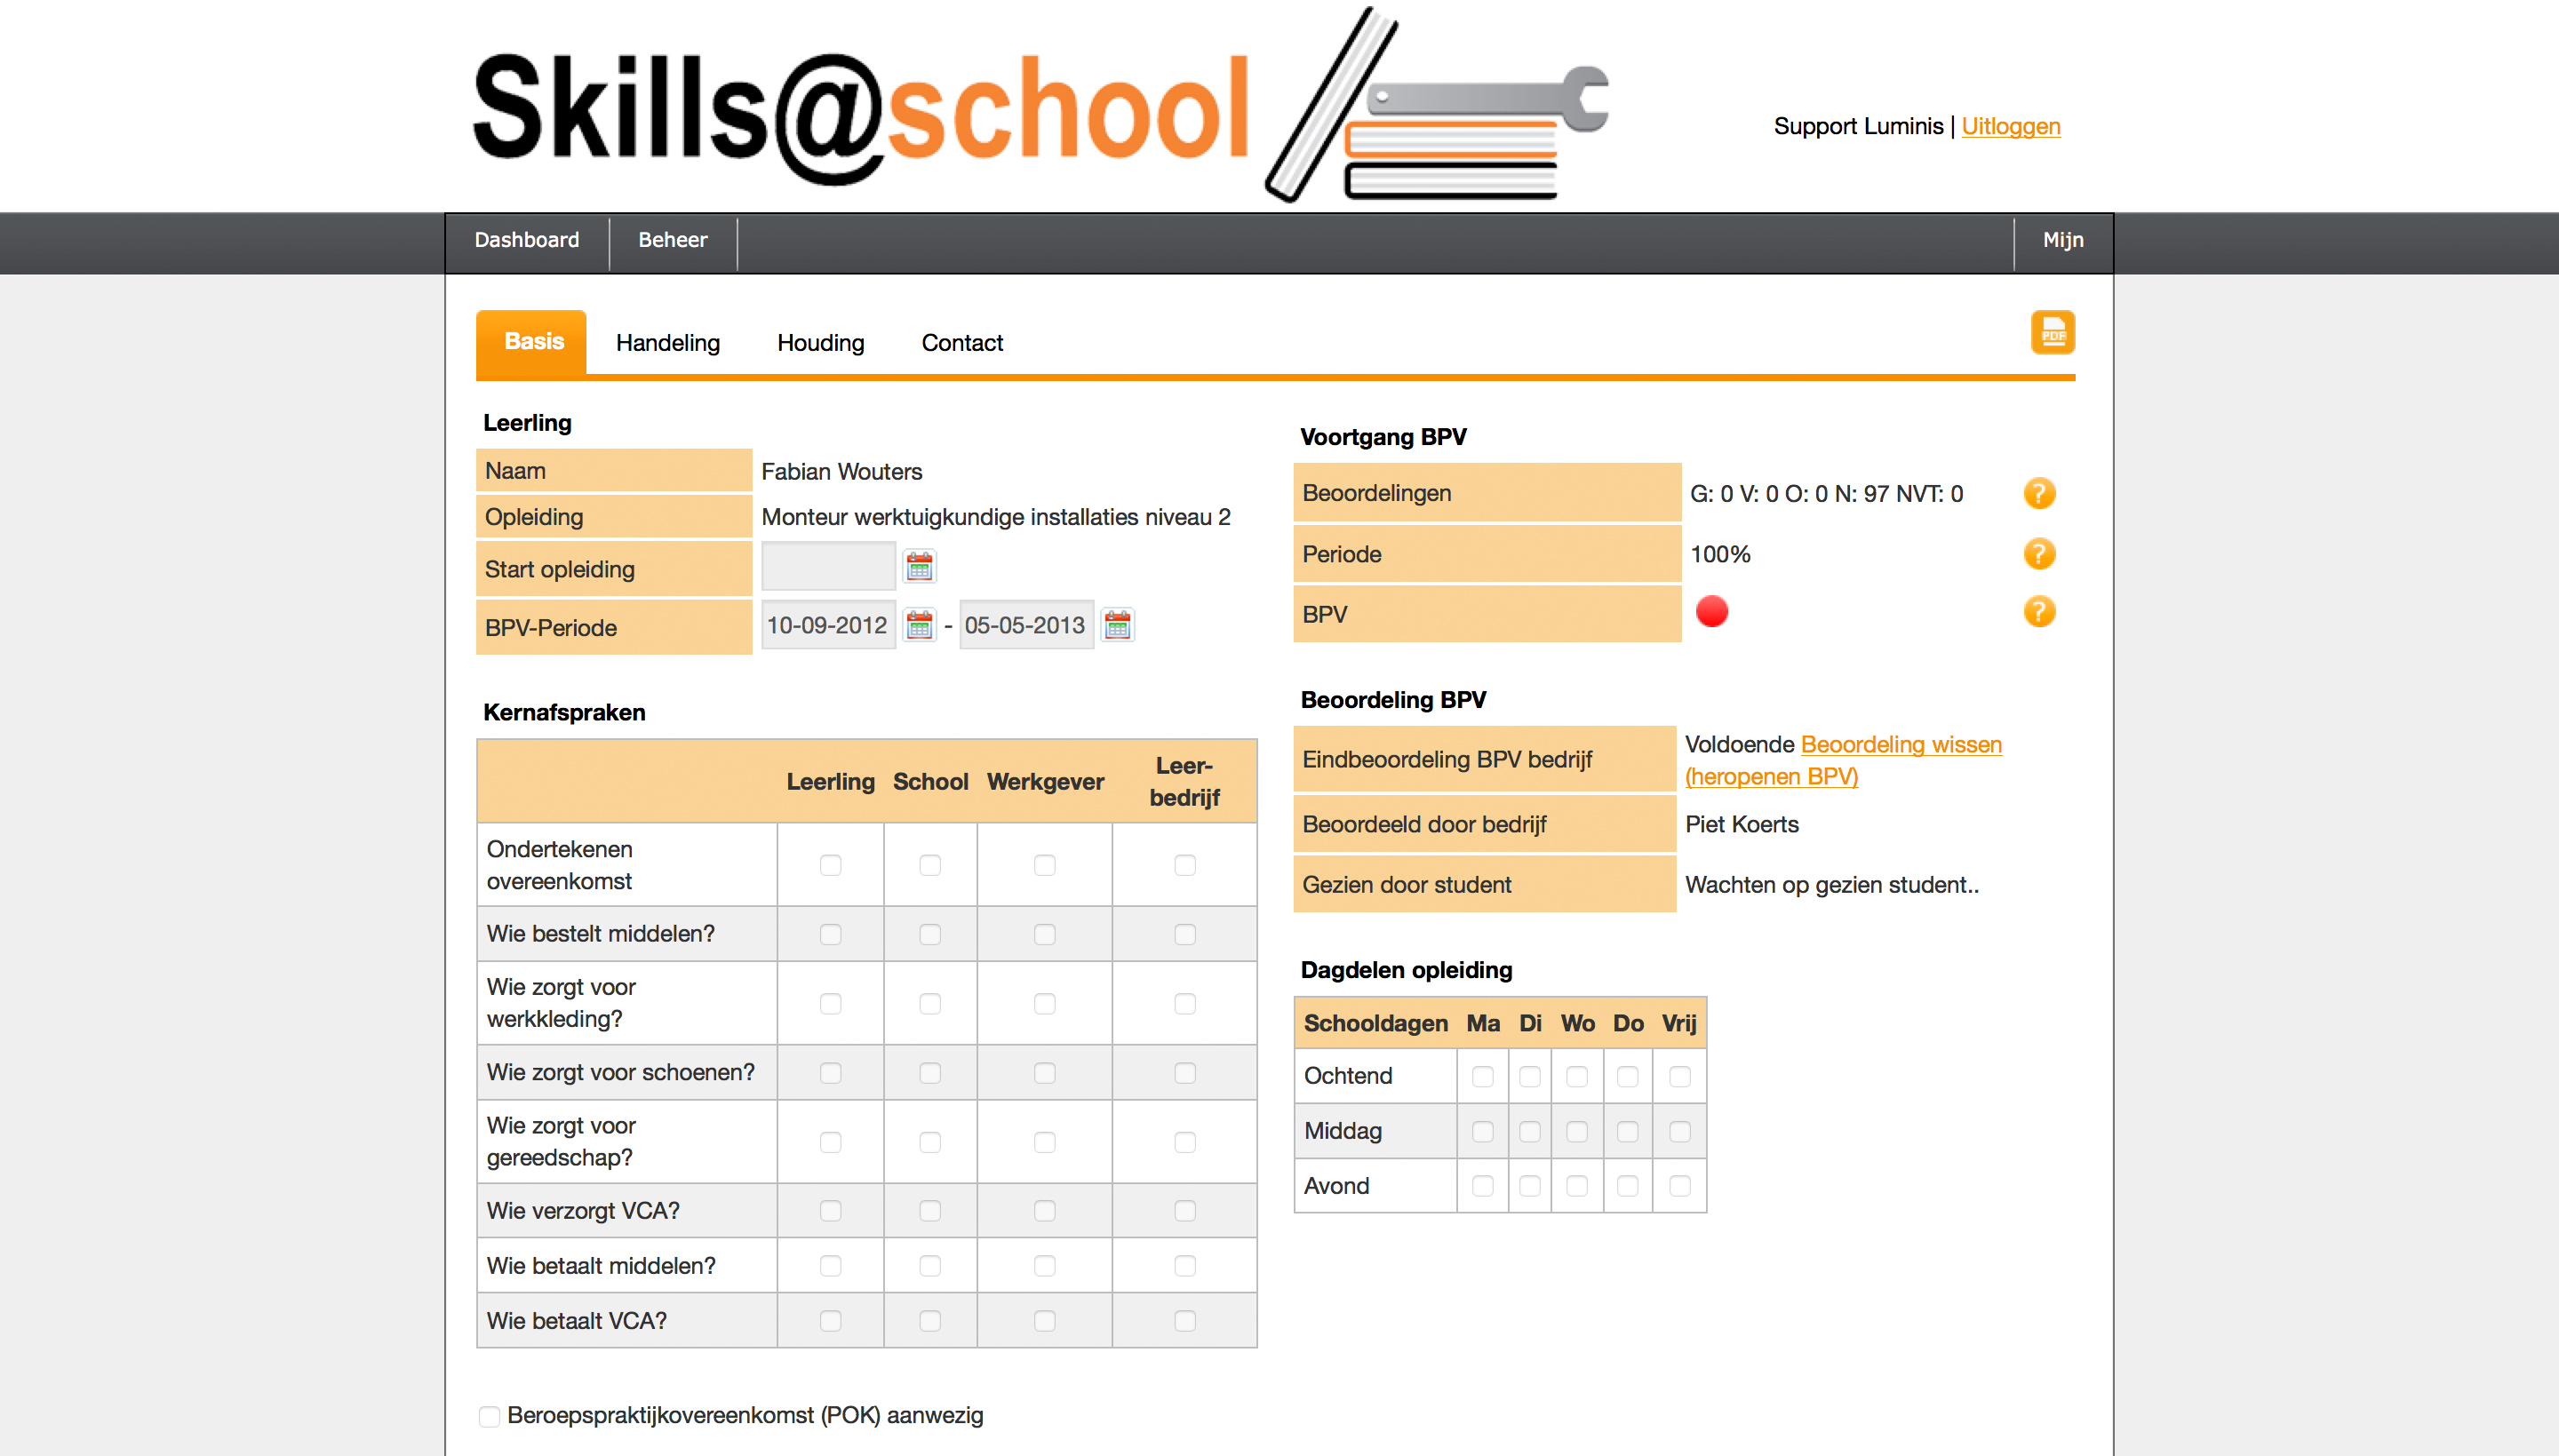 Skills@school
Support Luminis | Uitloggen
Dashboard Beheer Mijn
Basis Handeling Houding Contact
PDF
Leerling
Naam Fabian Wouters
Opleiding Monteur werktuigkundige installaties niveau 2
Start opleiding
BPV-Periode 10-09-2012 - 05-05-2013
Voortgang BPV
Beoordelingen G: 0 V: 0 O: 0 N: 97 NVT: 0 ?
Periode 100% ?
BPV ?
Kernafspraken
Leerling School Werkgever Leer-
bedrijf
Ondertekenen
overeenkomst
Wie bestelt middelen?
Wie zorgt voor
werkkleding?
Wie zorgt voor schoenen?
Wie zorgt voor
gereedschap?
Wie verzorgt VCA?
Wie betaalt middelen?
Wie betaalt VCA?
Beoordeling BPV
Eindbeoordeling BPV bedrijf Voldoende Beoordeling wissen
(heropenen BPV)
Beoordeeld door bedrijf Piet Koerts
Gezien door student Wachten op gezien student..
Dagdelen opleiding
Schooldagen Ma Di Wo Do Vrij
Ochtend
Middag
Avond
Beroepspraktijkovereenkomst (POK) aanwezig